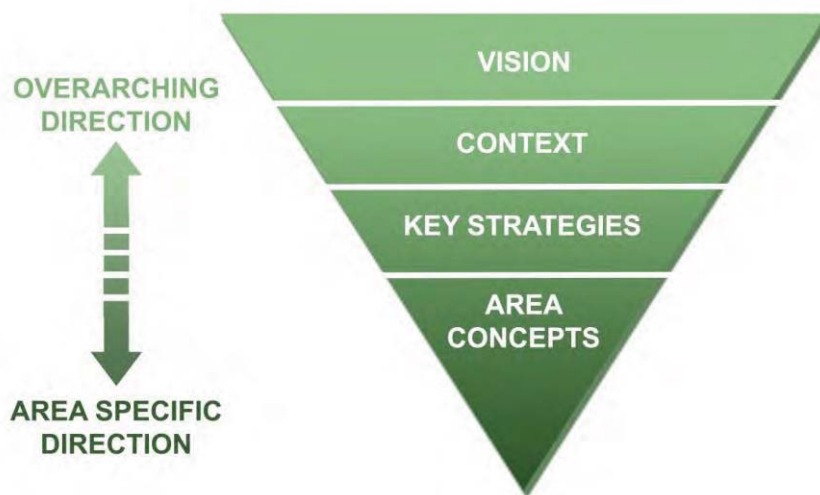 OVERARCHING
DIRECTION
AREA SPECIFIC
DIRECTION
VISION
CONTEXT
KEY STRATEGIES
AREA
CONCEPTS